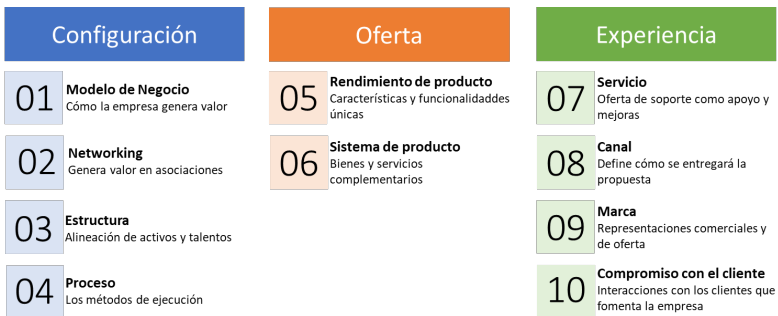 Configuración
01
Modelo de Negocio
Cómo la empresa genera valor
02
Networking
Genera valor en asociaciones
03
Estructura
Alineación de activos y talentos
04
Proceso
Los métodos de ejecución
Oferta
05
Rendimiento de producto
Características y funcionalidaddes
únicas
06
Sistema de producto
Bienes y servicios
complementarios
Experiencia
07
Servicio
Oferta de soporte como apoyo y
mejoras
08
Canal
Define cómo se entregará la
propuesta
09
Marca
Representaciones comerciales y
de oferta
10
Compromiso con el cliente
Interacciones con los clientes que
fomenta la empresa